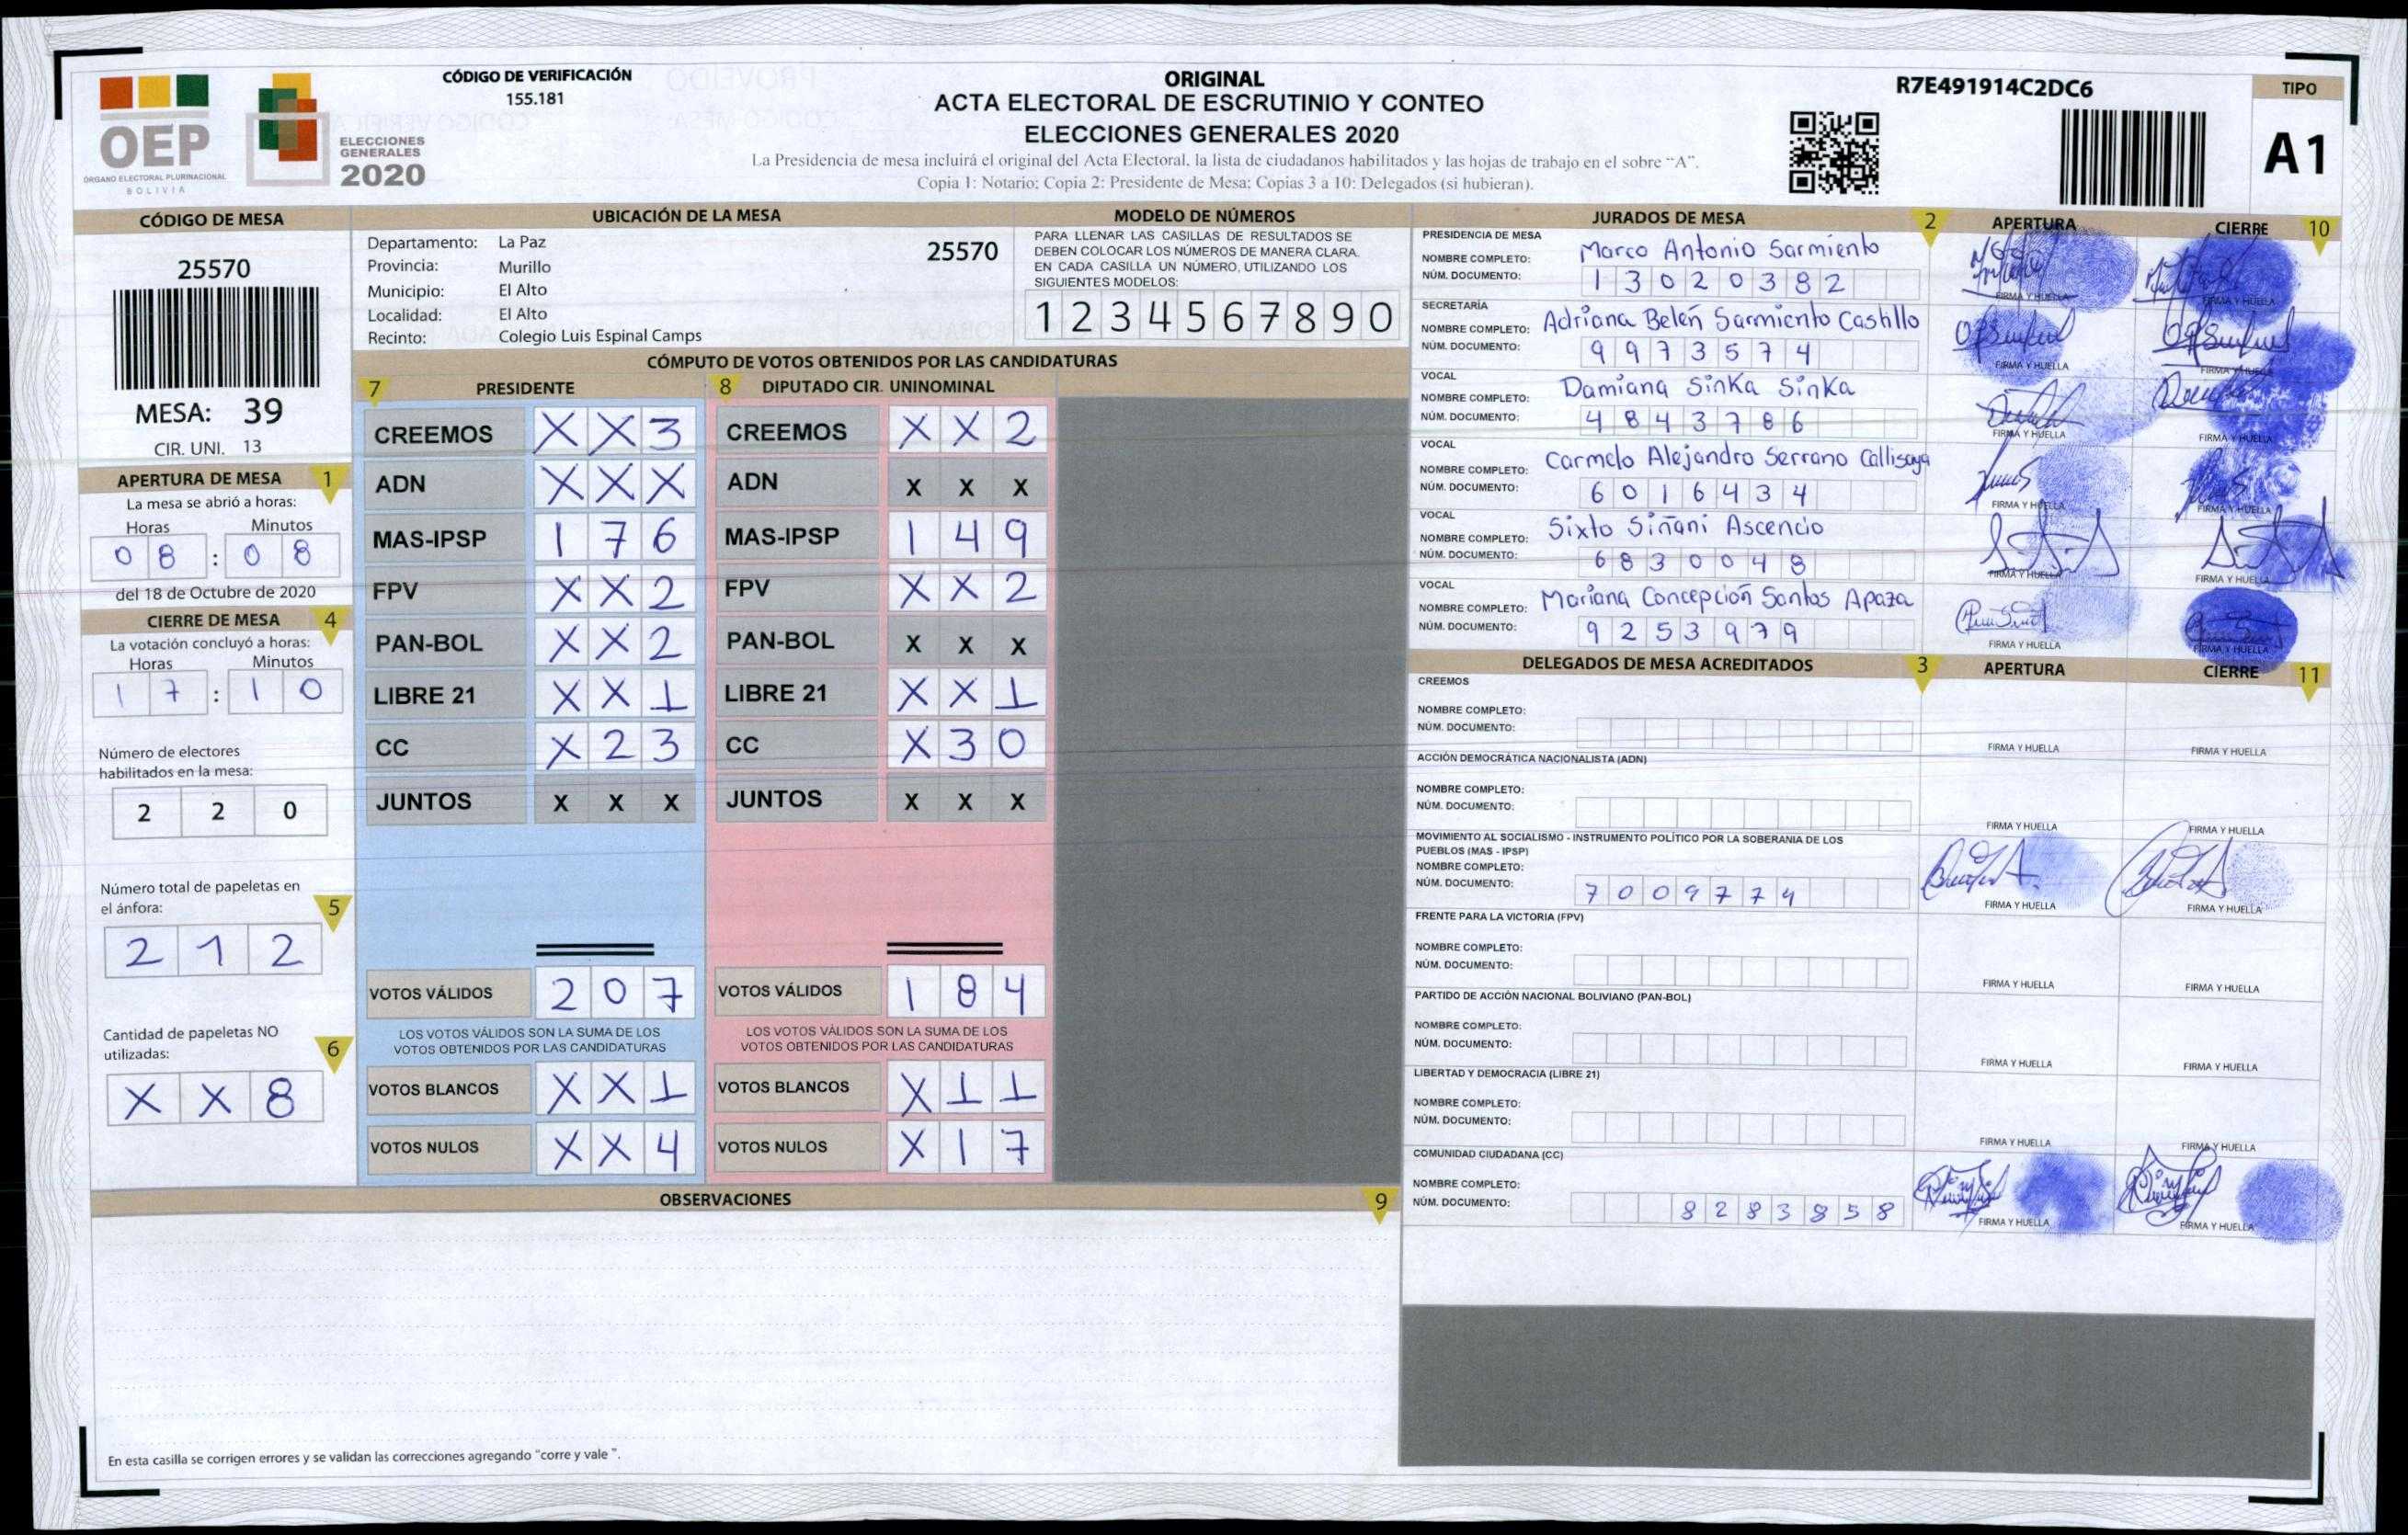 CÓDIGO DE VERIFICACIÓN
155.181
OEP
ÓRGANO ELECTORAL PLURINACIONAL
BOLIVIA
ELECCIONES
GENERALES
2020
ORIGINAL
ACTA ELECTORAL DE ESCRUTINIO Y CONTEO
ELECCIONES GENERALES 2020
La Presidencia de mesa incluirá el original del Acta Electoral, la lista de ciudadanos habilitados y las hojas de trabajo en el sobre "A".
Copia 1: Notario; Copia 2: Presidente de Mesa; Copias 3 a 10: Delegados (si hubieran).
R7E491914C2DC6
TIPO
A1
CÓDIGO DE MESA
25570
MESA: 39
CIR. UNI. 13
APERTURA DE MESA 1
La mesa se abrió a horas:
Horas Minutos
0 8 : 0 8
del 18 de Octubre de 2020
CIERRE DE MESA 4
La votación concluyó a horas:
Horas Minutos
1 7 : 1 0
Número de electores
habilitados en la mesa:
2 2 0
Número total de papeletas en
el ánfora: 5
2 1 2
Cantidad de papeletas NO
utilizadas: 6
X X 8
UBICACIÓN DE LA MESA
Departamento: La Paz 25570
Provincia: Murillo
Municipio: El Alto
Localidad: El Alto
Recinto: Colegio Luis Espinal Camps
MODELO DE NÚMEROS
PARA LLENAR LAS CASILLAS DE RESULTADOS SE
DEBEN COLOCAR LOS NÚMEROS DE MANERA CLARA.
EN CADA CASILLA UN NÚMERO, UTILIZANDO LOS
SIGUIENTES MODELOS:
1 2 3 4 5 6 7 8 9 0
CÓMPUTO DE VOTOS OBTENIDOS POR LAS CANDIDATURAS
7 PRESIDENTE 8 DIPUTADO CIR. UNINOMINAL
CREEMOS X X 3 CREEMOS X X 2
ADN X X X ADN X X X
MAS-IPSP 1 7 6 MAS-IPSP 1 4 9
FPV X X 2 FPV X X 2
PAN-BOL X X 2 PAN-BOL X X X
LIBRE 21 X X 1 LIBRE 21 X X 1
CC X 2 3 CC X 3 0
JUNTOS X X X JUNTOS X X X
VOTOS VÁLIDOS 2 0 7 VOTOS VÁLIDOS 1 8 4
LOS VOTOS VÁLIDOS SON LA SUMA DE LOS LOS VOTOS VÁLIDOS SON LA SUMA DE LOS
VOTOS OBTENIDOS POR LAS CANDIDATURAS VOTOS OBTENIDOS POR LAS CANDIDATURAS
VOTOS BLANCOS X X 1 VOTOS BLANCOS X 1 1
VOTOS NULOS X X 4 VOTOS NULOS X 1 7
OBSERVACIONES 9
En esta casilla se corrigen errores y se validan las correcciones agregando "corre y vale ".
JURADOS DE MESA 2 APERTURA CIERRE 10
PRESIDENCIA DE MESA
NOMBRE COMPLETO: Marco Antonio Sarmiento
NÚM. DOCUMENTO: 1 3 0 2 0 3 8 2
FIRMA Y HUELLA FIRMA Y HUELLA
SECRETARÍA
NOMBRE COMPLETO: Adriana Belén Sarmiento Castillo
NÚM. DOCUMENTO: 9 9 7 3 5 7 4
FIRMA Y HUELLA FIRMA Y HUELLA
VOCAL
NOMBRE COMPLETO: Damiana Sinka Sinka
NÚM. DOCUMENTO: 4 8 4 3 7 8 6
FIRMA Y HUELLA FIRMA Y HUELLA
VOCAL
NOMBRE COMPLETO: Carmelo Alejandro Serrano Callisaya
NÚM. DOCUMENTO: 6 0 1 6 4 3 4
FIRMA Y HUELLA FIRMA Y HUELLA
VOCAL
NOMBRE COMPLETO: Sixto Siñani Ascencio
NÚM. DOCUMENTO: 6 8 3 0 0 4 8
FIRMA Y HUELLA FIRMA Y HUELLA
VOCAL
NOMBRE COMPLETO: Mariana Concepción Santos Apaza
NÚM. DOCUMENTO: 9 2 5 3 9 7 9
FIRMA Y HUELLA FIRMA Y HUELLA
DELEGADOS DE MESA ACREDITADOS 3 APERTURA CIERRE 11
CREEMOS
NOMBRE COMPLETO:
NÚM. DOCUMENTO:
FIRMA Y HUELLA FIRMA Y HUELLA
ACCIÓN DEMOCRÁTICA NACIONALISTA (ADN)
NOMBRE COMPLETO:
NÚM. DOCUMENTO:
FIRMA Y HUELLA FIRMA Y HUELLA
MOVIMIENTO AL SOCIALISMO - INSTRUMENTO POLÍTICO POR LA SOBERANIA DE LOS
PUEBLOS (MAS - IPSP)
NOMBRE COMPLETO:
NÚM. DOCUMENTO: 7 0 0 9 7 7 4
FIRMA Y HUELLA FIRMA Y HUELLA
FRENTE PARA LA VICTORIA (FPV)
NOMBRE COMPLETO:
NÚM. DOCUMENTO:
FIRMA Y HUELLA FIRMA Y HUELLA
PARTIDO DE ACCIÓN NACIONAL BOLIVIANO (PAN-BOL)
NOMBRE COMPLETO:
NÚM. DOCUMENTO:
FIRMA Y HUELLA FIRMA Y HUELLA
LIBERTAD Y DEMOCRACIA (LIBRE 21)
NOMBRE COMPLETO:
NÚM. DOCUMENTO:
FIRMA Y HUELLA FIRMA Y HUELLA
COMUNIDAD CIUDADANA (CC)
NOMBRE COMPLETO:
NÚM. DOCUMENTO: 8 2 8 3 8 5 8
FIRMA Y HUELLA FIRMA Y HUELLA